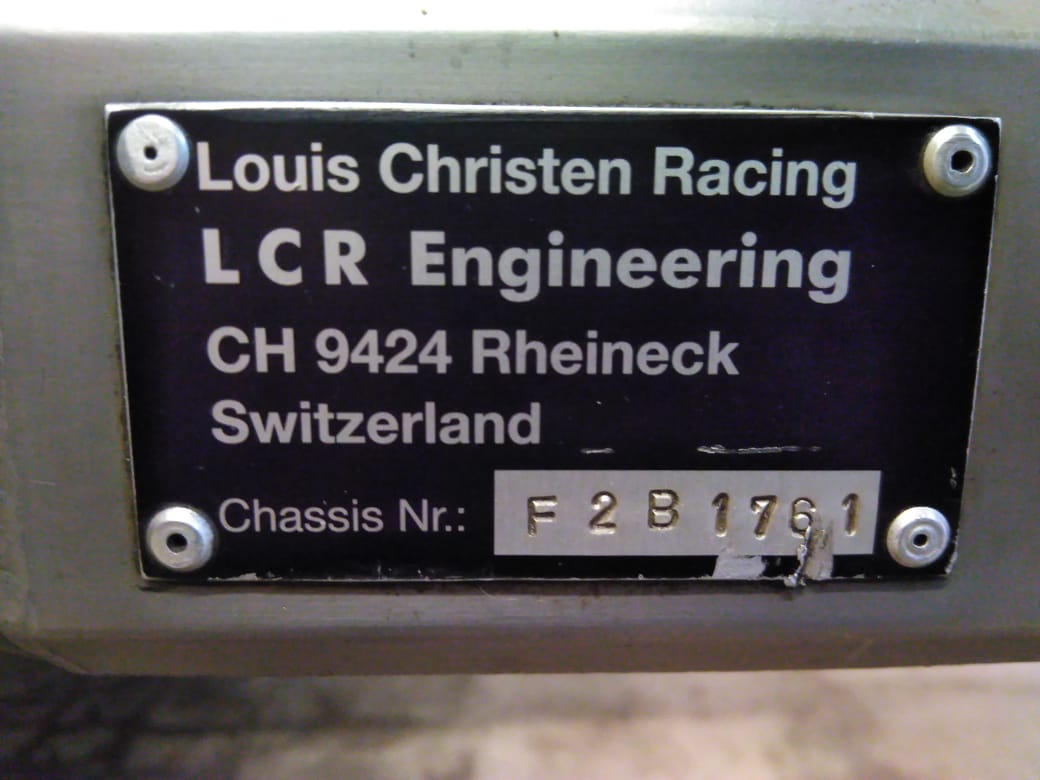 Louis Christen Racing
LCR Engineering
CH 9424 Rheineck
Switzerland
Chassis Nr.: F2B1761